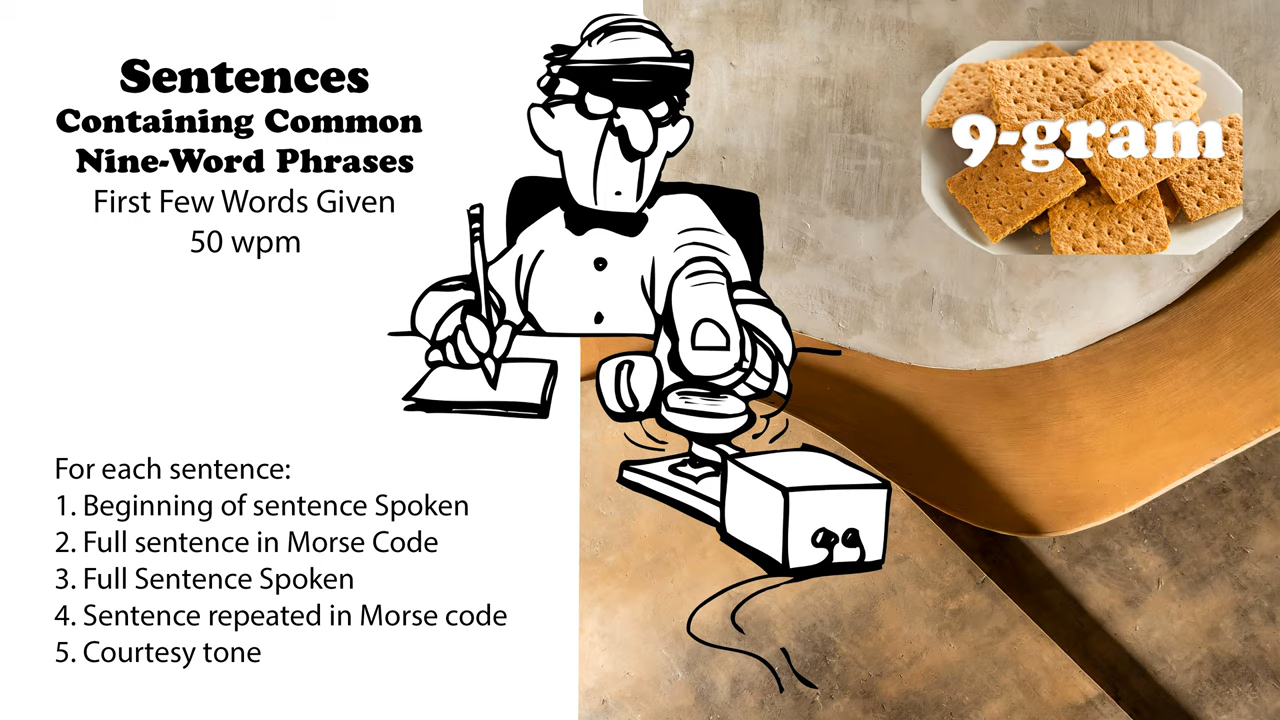 Sentences
Containing Common
Nine-Word Phrases
First Few Words Given
50 wpm
9-gram
For each sentence:
1. Beginning of sentence Spoken
2. Full sentence in Morse Code
3. Full Sentence Spoken
4. Sentence repeated in Morse code
5. Courtesy tone